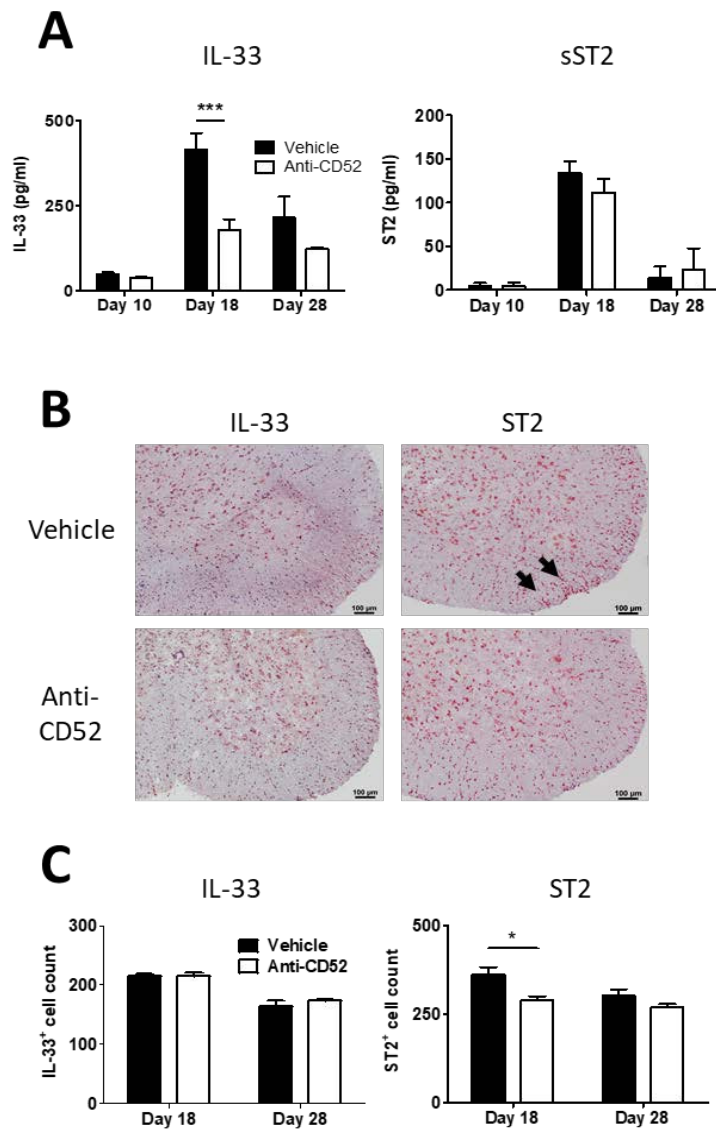 A
IL-33
sST2
IL-33 (pg/ml)
500
250
0
***
Vehicle
Anti-CD52
Day 10
Day 18
Day 28
ST2 (pg/ml)
200
150
100
50
0
Day 10
Day 18
Day 28
B
IL-33
ST2
Vehicle
100 µm
100 µm
Anti-
CD52
100 µm
100 µm
C
IL-33
ST2
IL-33⁺ cell count
300
200
100
0
Vehicle
Anti-CD52
Day 18
Day 28
ST2⁺ cell count
500
250
0
*
Day 18
Day 28